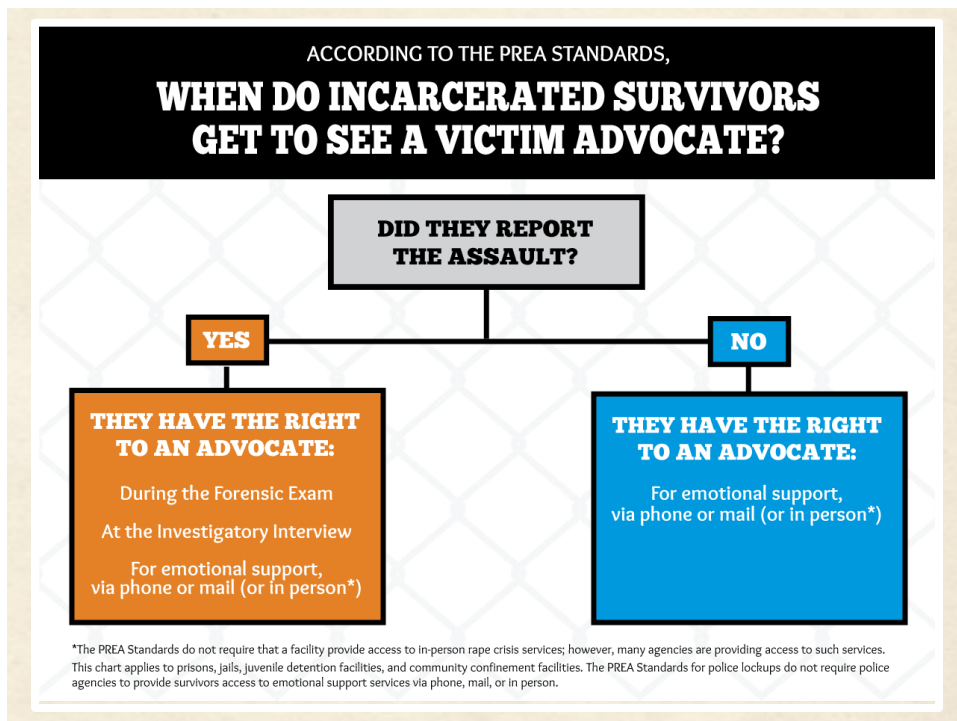 ACCORDING TO THE PREA STANDARDS,
WHEN DO INCARCERATED SURVIVORS
GET TO SEE A VICTIM ADVOCATE?
DID THEY REPORT
THE ASSAULT?
YES
NO
THEY HAVE THE RIGHT
TO AN ADVOCATE:
During the Forensic Exam
At the Investigatory Interview
For emotional support,
via phone or mail (or in person*)
THEY HAVE THE RIGHT
TO AN ADVOCATE:
For emotional support,
via phone or mail (or in person*)
*The PREA Standards do not require that a facility provide access to in-person rape crisis services; however, many agencies are providing access to such services.
This chart applies to prisons, jails, juvenile detention facilities, and community confinement facilities. The PREA Standards for police lockups do not require police
agencies to provide survivors access to emotional support services via phone, mail, or in person.